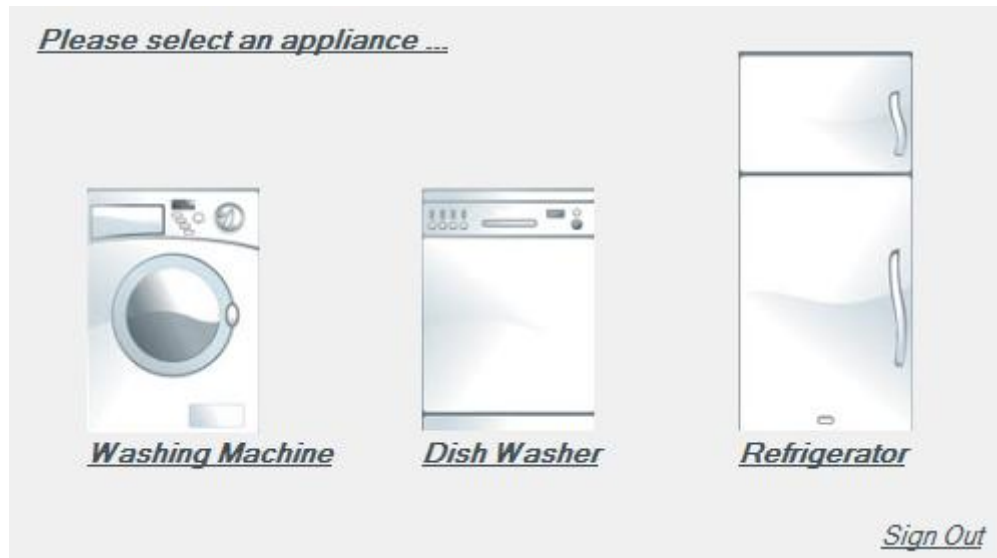 Please select an appliance ...
Washing Machine
Dish Washer
Refrigerator
Sign Out